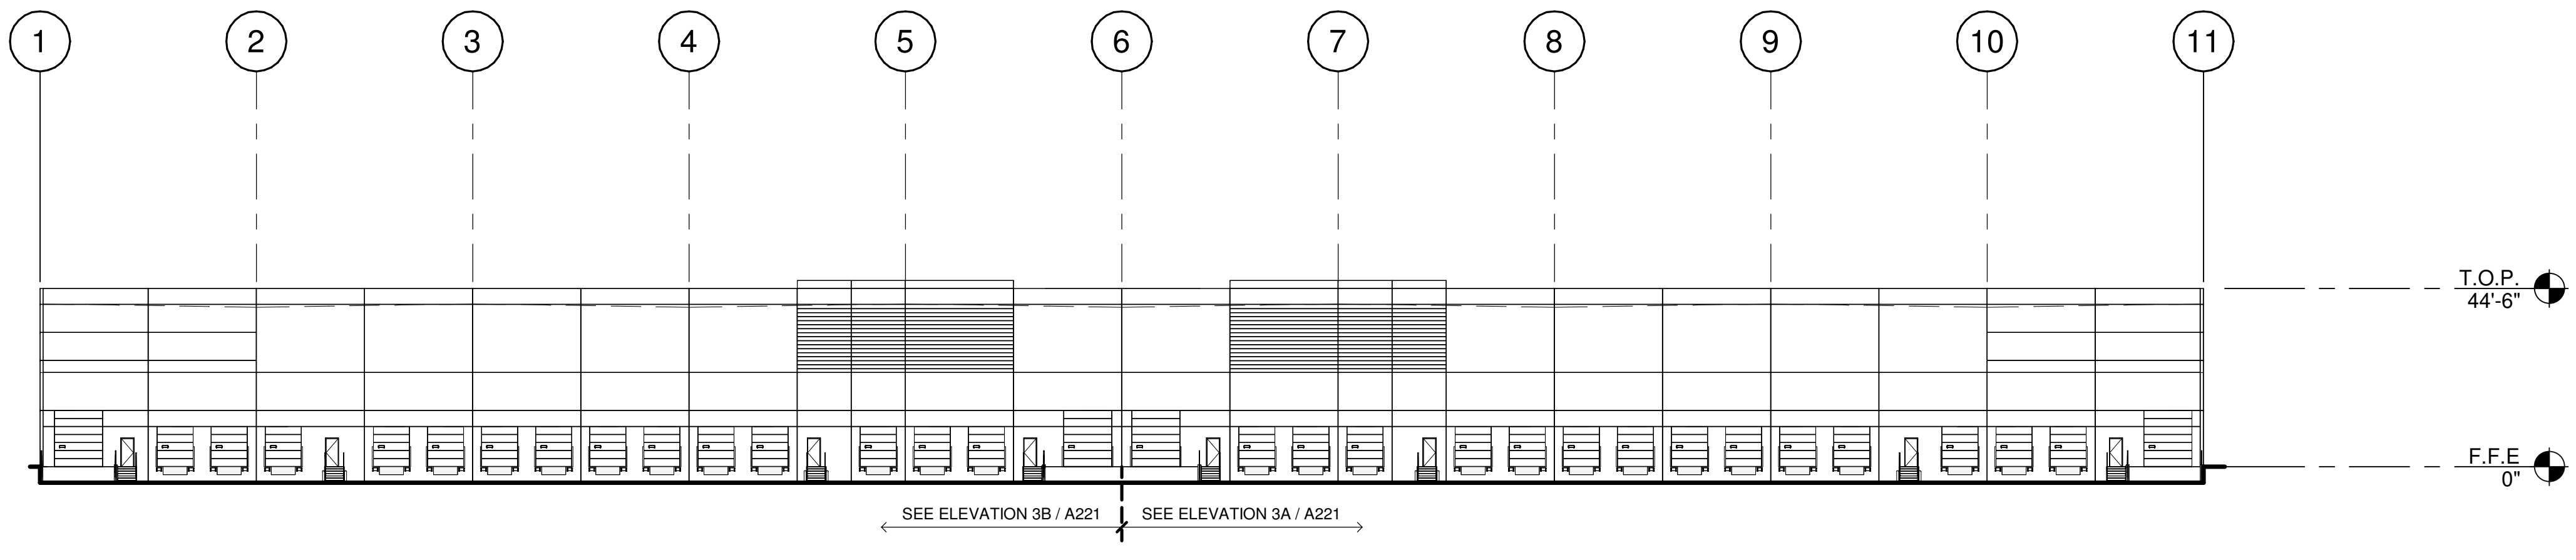 1 2 3 4 5 6 7 8 9 10 11
T.O.P.
44'-6"
F.F.E
0"
SEE ELEVATION 3B / A221 SEE ELEVATION 3A / A221